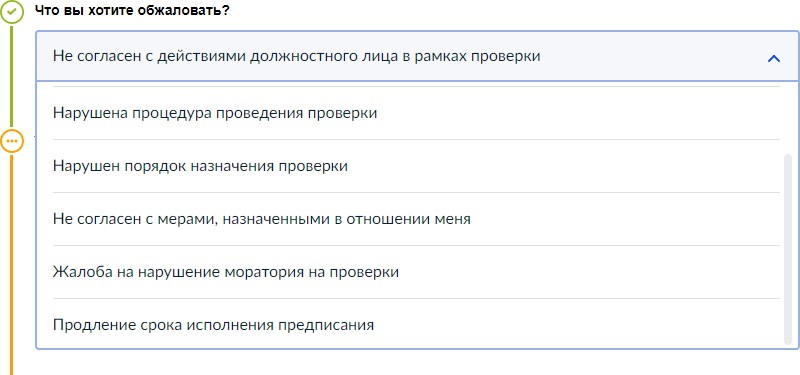 Что вы хотите обжаловать?
Не согласен с действиями должностного лица в рамках проверки
Нарушена процедура проведения проверки
Нарушен порядок назначения проверки
Не согласен с мерами, назначенными в отношении меня
Жалоба на нарушение моратория на проверки
Продление срока исполнения предписания